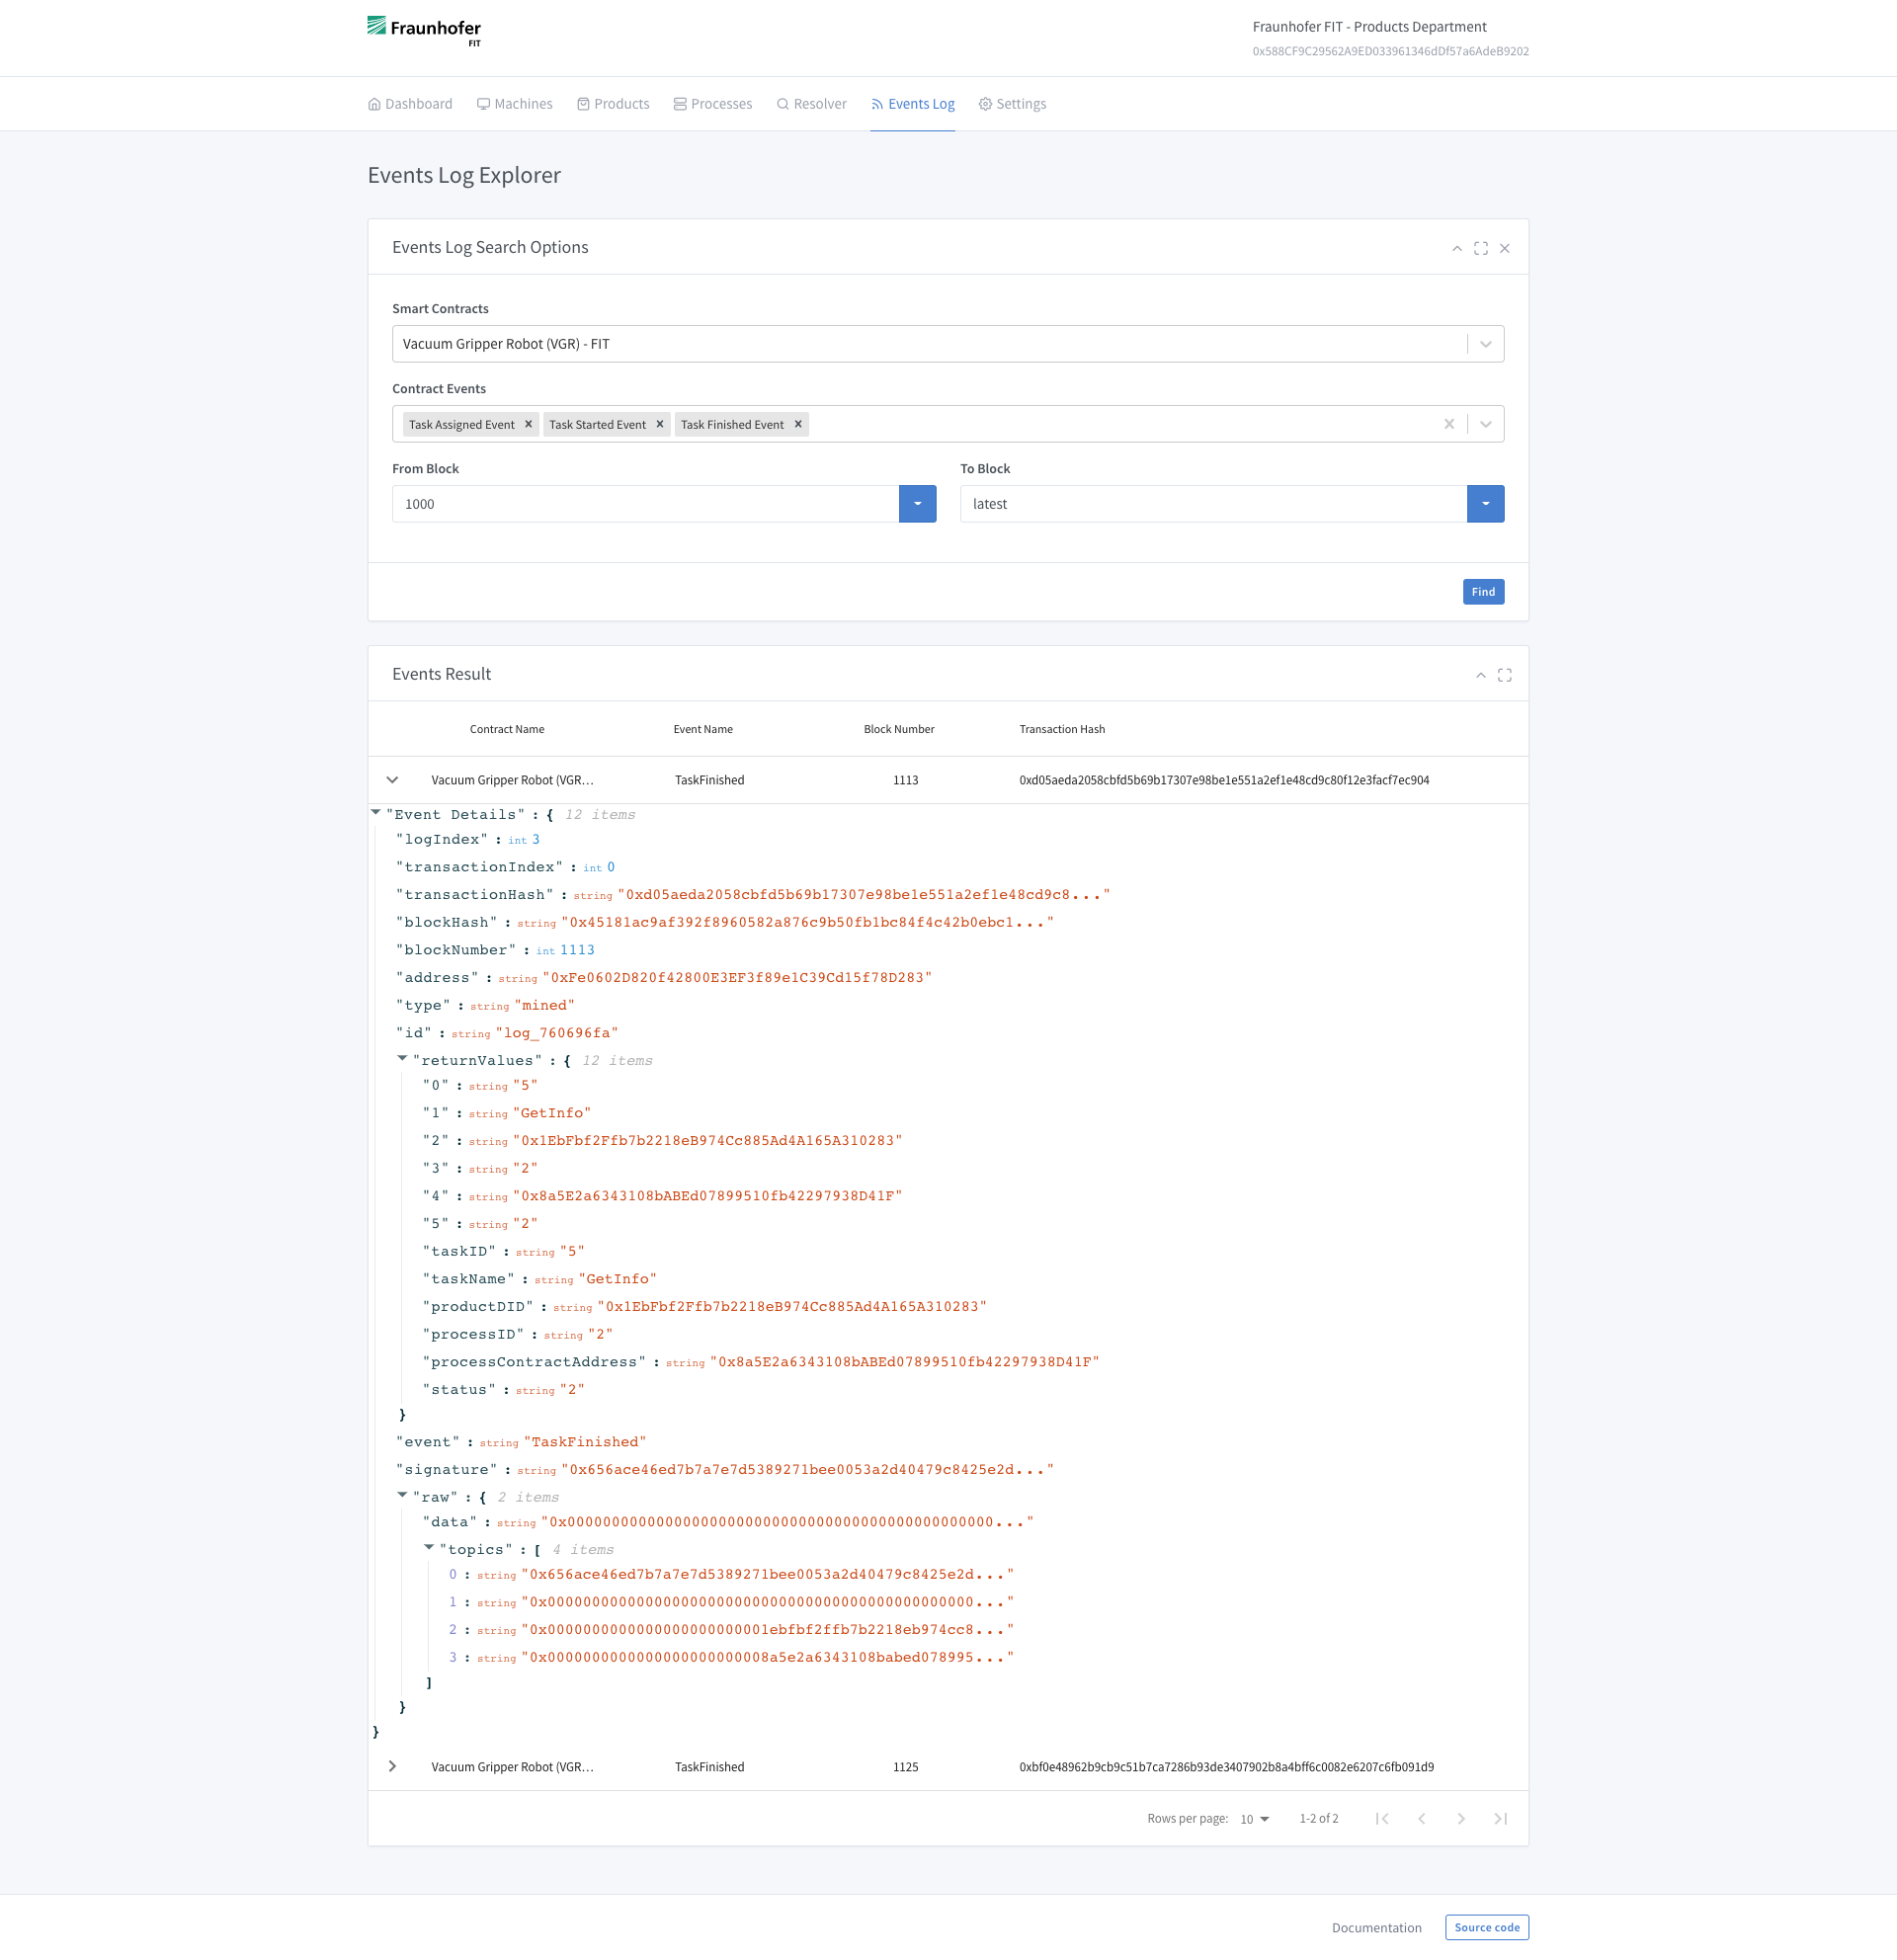 Fraunhofer
FIT
Fraunhofer FIT - Products Department
0x588CF9C29562A9ED033961346dDf57a6AdeB9202
Dashboard Machines Products Processes Resolver Events Log Settings
Events Log Explorer
Events Log Search Options
Smart Contracts
Vacuum Gripper Robot (VGR) - FIT
Contract Events
Task Assigned Event × Task Started Event × Task Finished Event ×
From Block To Block
1000 latest
Find
Events Result
Contract Name Event Name Block Number Transaction Hash
Vacuum Gripper Robot (VGR... TaskFinished 1113 0xd05aeda2058cbfd5b69b17307e98be1e551a2ef1e48cd9c80f12e3facf7ec904
"Event Details" : { 12 items
"logIndex" : int 3
"transactionIndex" : int 0
"transactionHash" : string "0xd05aeda2058cbfd5b69b17307e98be1e551a2ef1e48cd9c8..."
"blockHash" : string "0x45181ac9af392f8960582a876c9b50fb1bc84f4c42b0ebc1..."
"blockNumber" : int 1113
"address" : string "0xFe0602D820f42800E3EF3f89e1C39Cd15f78D283"
"type" : string "mined"
"id" : string "log_760696fa"
"returnValues" : { 12 items
"0" : string "5"
"1" : string "GetInfo"
"2" : string "0x1EbFbf2Ffb7b2218eB974Cc885Ad4A165A310283"
"3" : string "2"
"4" : string "0x8a5E2a6343108bABEd07899510fb42297938D41F"
"5" : string "2"
"taskID" : string "5"
"taskName" : string "GetInfo"
"productDID" : string "0x1EbFbf2Ffb7b2218eB974Cc885Ad4A165A310283"
"processID" : string "2"
"processContractAddress" : string "0x8a5E2a6343108bABEd07899510fb42297938D41F"
"status" : string "2"
}
"event" : string "TaskFinished"
"signature" : string "0x656ace46ed7b7a7e7d5389271bee0053a2d40479c8425e2d..."
"raw" : { 2 items
"data" : string "0x000000000000000000000000000000000000000000000000..."
"topics" : [ 4 items
0 : string "0x656ace46ed7b7a7e7d5389271bee0053a2d40479c8425e2d..."
1 : string "0x000000000000000000000000000000000000000000000000..."
2 : string "0x0000000000000000000000001ebfbf2ffb7b2218eb974cc8..."
3 : string "0x0000000000000000000000008a5e2a6343108babed078995..."
]
}
}
Vacuum Gripper Robot (VGR... TaskFinished 1125 0xbf0e48962b9cb9c51b7ca7286b93de3407902b8a4bff6c0082e6207c6fb091d9
Rows per page: 10 1-2 of 2
Documentation Source code